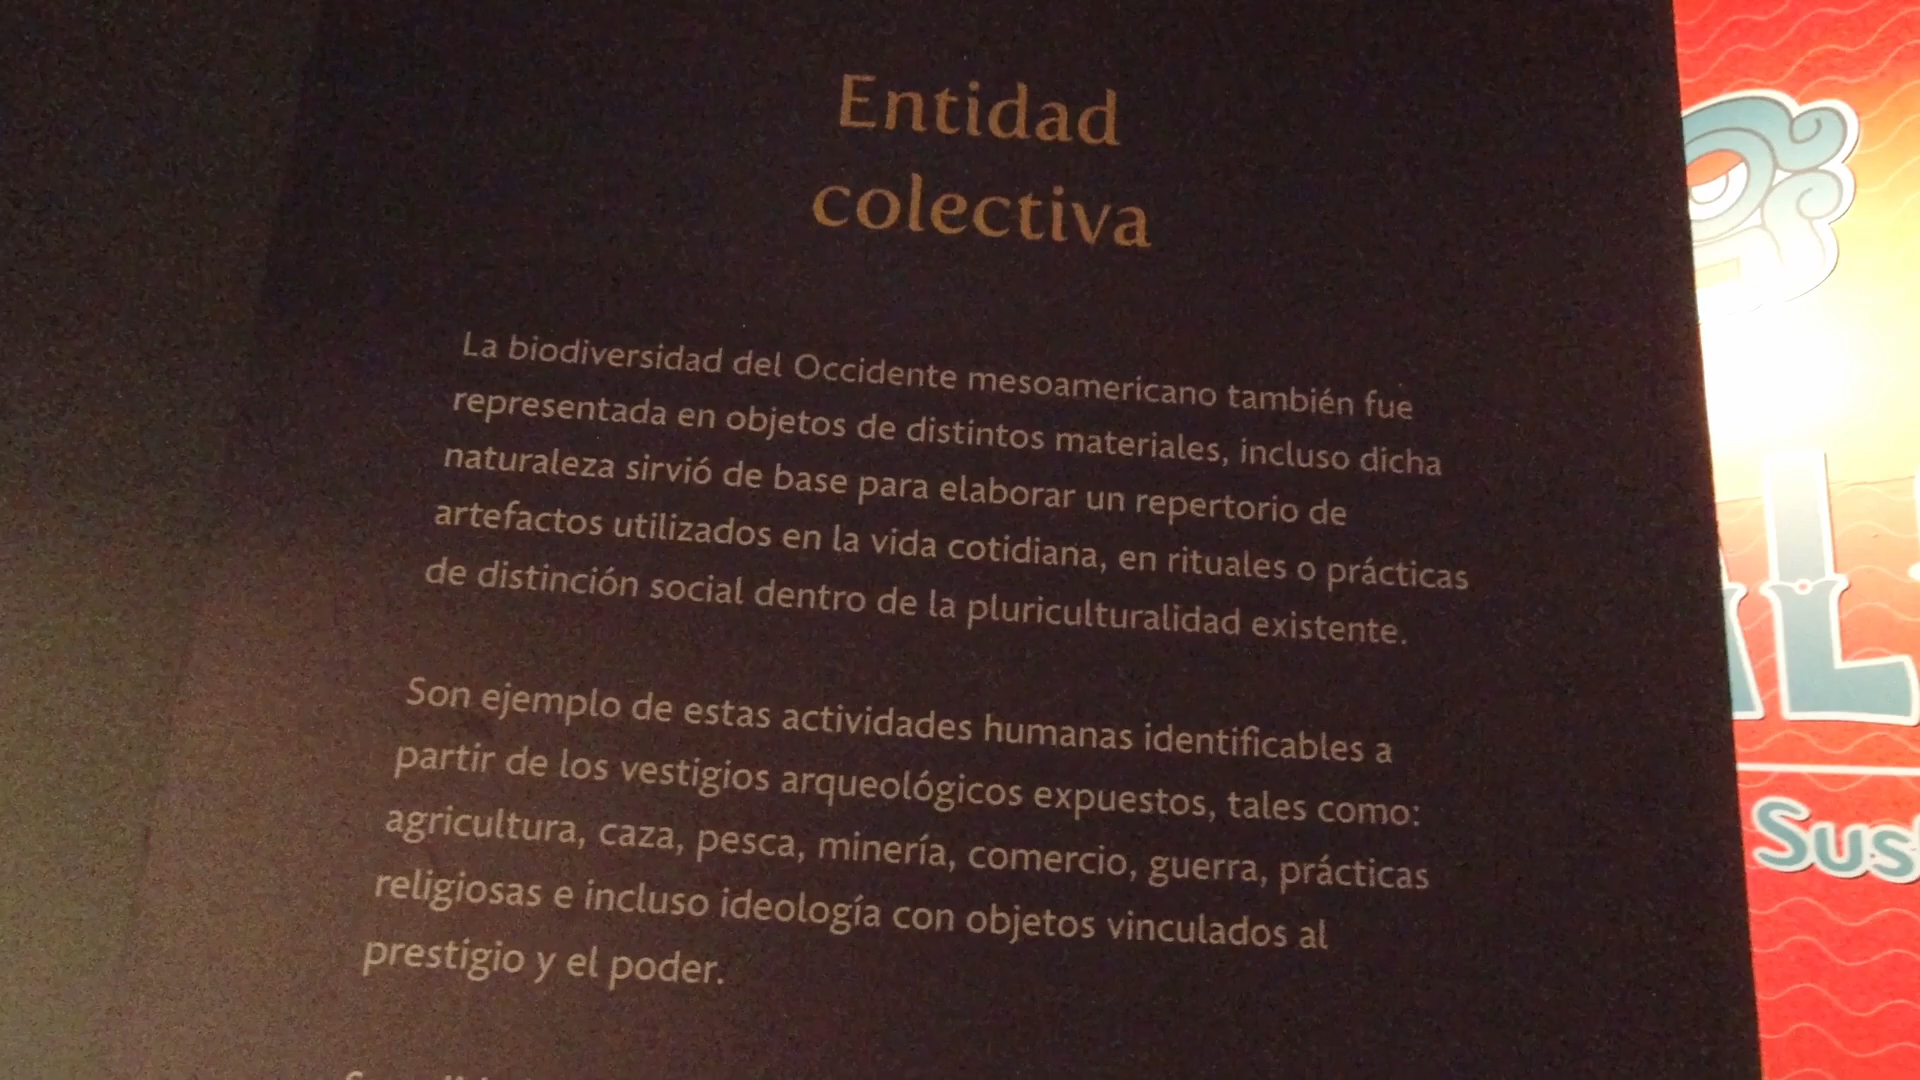 Entidad
colectiva
La biodiversidad del Occidente mesoamericano también fue
representada en objetos de distintos materiales, incluso dicha
naturaleza sirvió de base para elaborar un repertorio de
artefactos utilizados en la vida cotidiana, en rituales o prácticas
de distinción social dentro de la pluriculturalidad existente.
Son ejemplo de estas actividades humanas identificables a
partir de los vestigios arqueológicos expuestos, tales como:
agricultura, caza, pesca, minería, comercio, guerra, prácticas
religiosas e incluso ideología con objetos vinculados al
prestigio y el poder.